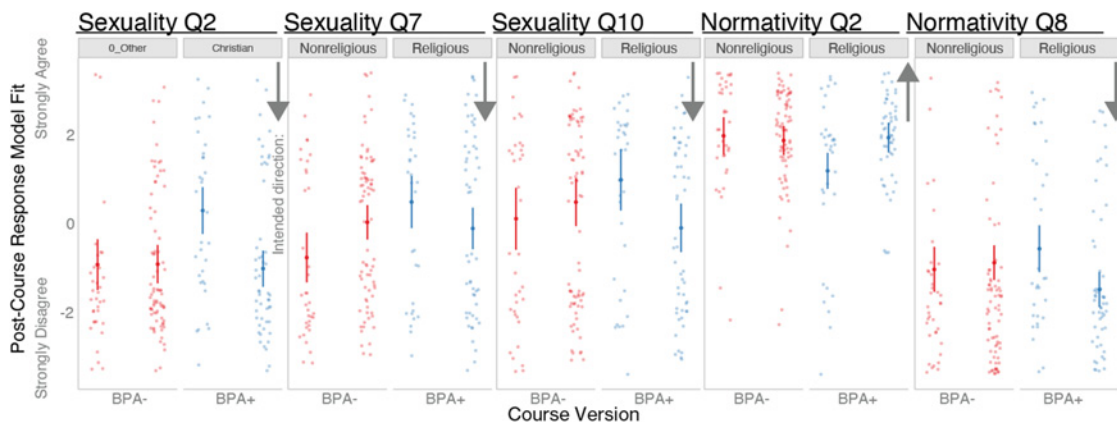 Sexuality Q2 Sexuality Q7 Sexuality Q10 Normativity Q2 Normativity Q8
0_Other Christian Nonreligious Religious Nonreligious Religious Nonreligious Religious Nonreligious Religious
Post-Course Response Model Fit
Strongly Disagree Strongly Agree
2
0
-2
Intended direction:
BPA- BPA+ BPA- BPA+ BPA- BPA+ BPA- BPA+ BPA- BPA+
Course Version